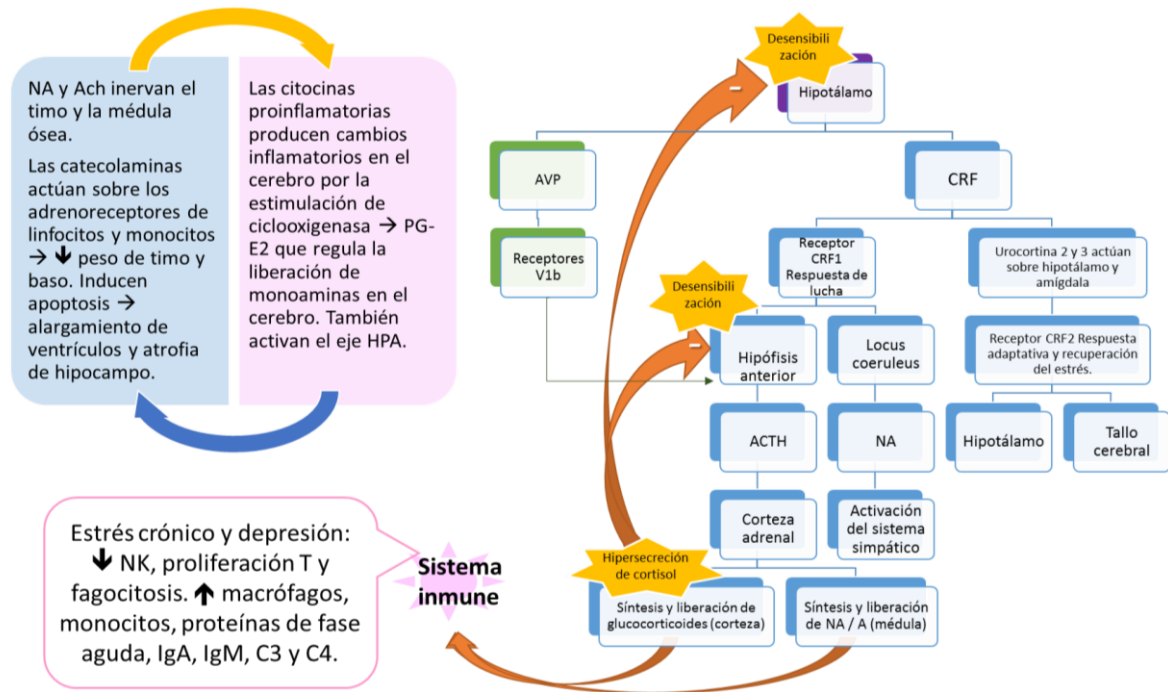 NA y Ach inervan el
timo y la médula
ósea.
Las catecolaminas
actúan sobre los
adrenoreceptores de
linfocitos y monocitos
→ 🡻 peso de timo y
baso. Inducen
apoptosis →
alargamiento de
ventrículos y atrofia
de hipocampo.
Las citocinas
proinflamatorias
producen cambios
inflamatorios en el
cerebro por la
estimulación de
ciclooxigenasa → PG-
E2 que regula la
liberación de
monoaminas en el
cerebro. También
activan el eje HPA.
Estrés crónico y depresión:
🡻 NK, proliferación T y
fagocitosis. 🡹 macrófagos,
monocitos, proteínas de fase
aguda, IgA, IgM, C3 y C4.
Sistema
inmune
Desensibili
zación
-
Hipotálamo
AVP
CRF
Receptores
V1b
Receptor
CRF1
Respuesta de
lucha
Urocortina 2 y 3 actúan
sobre hipotálamo y
amígdala
Desensibili
zación
-
Hipófisis
anterior
Locus
coeruleus
Receptor CRF2 Respuesta
adaptativa y recuperación
del estrés.
ACTH
NA
Hipotálamo
Tallo
cerebral
Corteza
adrenal
Activación
del sistema
simpático
Hipersecreción
de cortisol
Síntesis y liberación de
glucocorticoides (corteza)
Síntesis y liberación
de NA / A (médula)